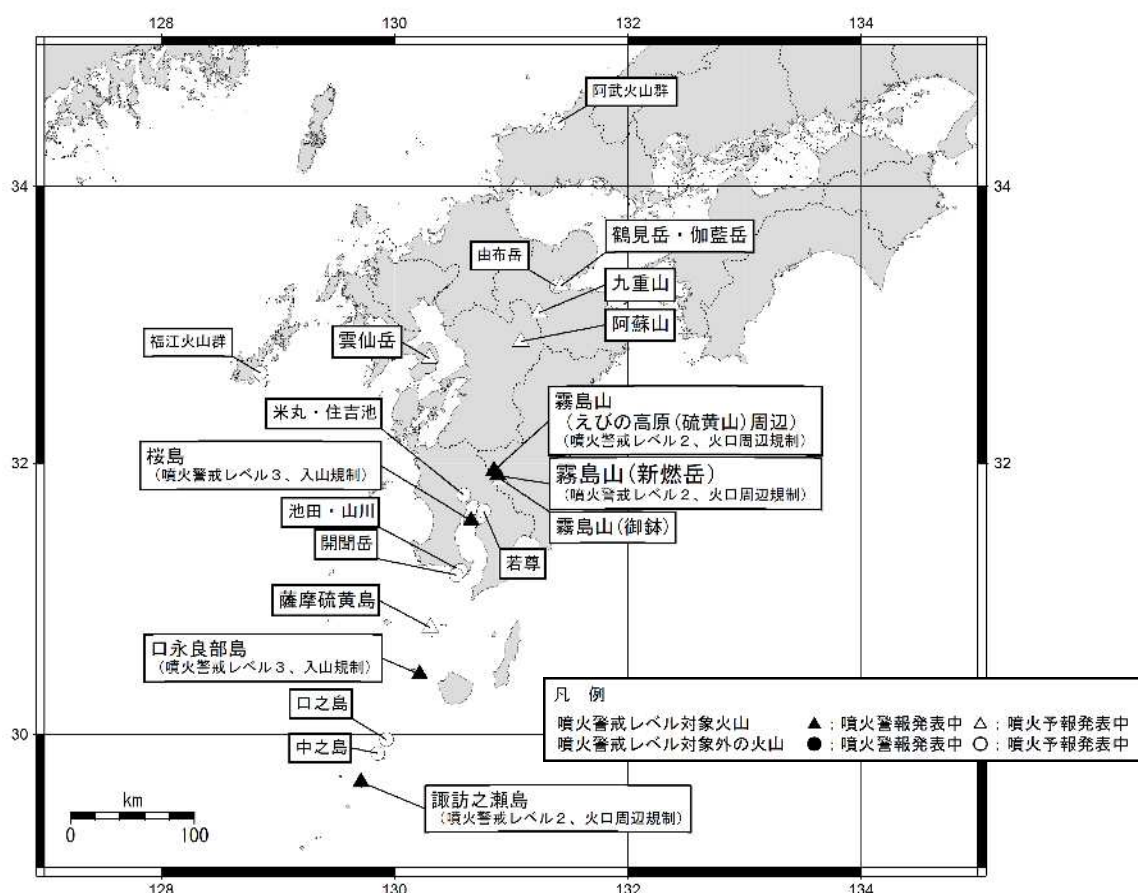 128 130 132 134
阿武火山群
34 34
鶴見岳・伽藍岳
由布岳
九重山
阿蘇山
雲仙岳
福江火山群
米丸・住吉池
霧島山
(えびの高原(硫黄山)周辺)
(噴火警戒レベル2、火口周辺規制)
桜島
(噴火警戒レベル3、入山規制)
32 32
霧島山(新燃岳)
(噴火警戒レベル2、火口周辺規制)
池田・山川
霧島山(御鉢)
開聞岳
若尊
薩摩硫黄島
口永良部島
(噴火警戒レベル3、入山規制)
口之島
凡 例
噴火警戒レベル対象火山 ▲:噴火警報発表中 △:噴火予報発表中
30
噴火警戒レベル対象外の火山 ●:噴火警報発表中 ○:噴火予報発表中
中之島
諏訪之瀬島
(噴火警戒レベル2、火口周辺規制)
km
0 100
128 130 132 134